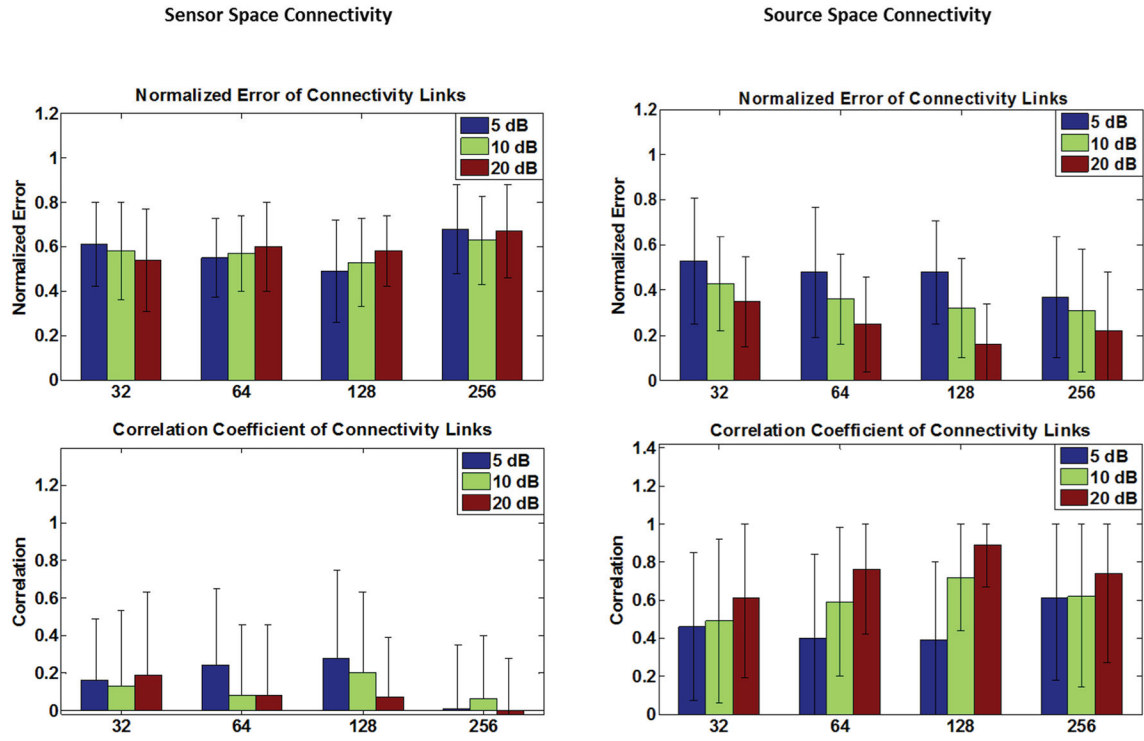 Sensor Space Connectivity
Source Space Connectivity
Normalized Error of Connectivity Links
1.2
1
0.8
0.6
0.4
0.2
0
Normalized Error
5 dB
10 dB
20 dB
32
64
128
256
Normalized Error of Connectivity Links
1.2
1
0.8
0.6
0.4
0.2
0
Normalized Error
5 dB
10 dB
20 dB
32
64
128
256
Correlation Coefficient of Connectivity Links
1.2
1
0.8
0.6
0.4
0.2
0
Correlation
5 dB
10 dB
20 dB
32
64
128
256
Correlation Coefficient of Connectivity Links
1.4
1.2
1
0.8
0.6
0.4
0.2
0
Correlation
5 dB
10 dB
20 dB
32
64
128
256